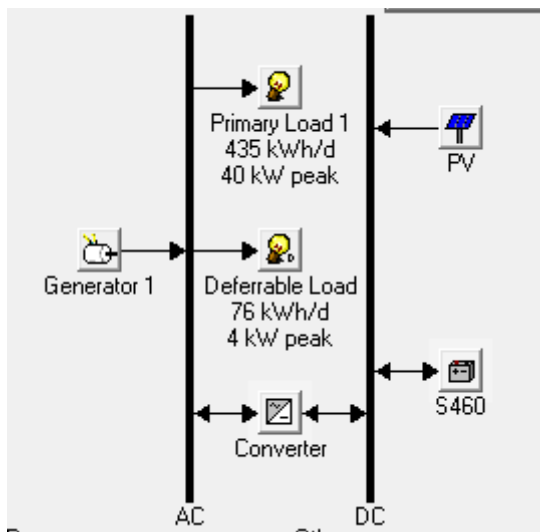 Primary Load 1
435 kWh/d
40 kW peak
PV
Generator 1
Deferrable Load
76 kWh/d
4 kW peak
S460
Converter
AC
DC